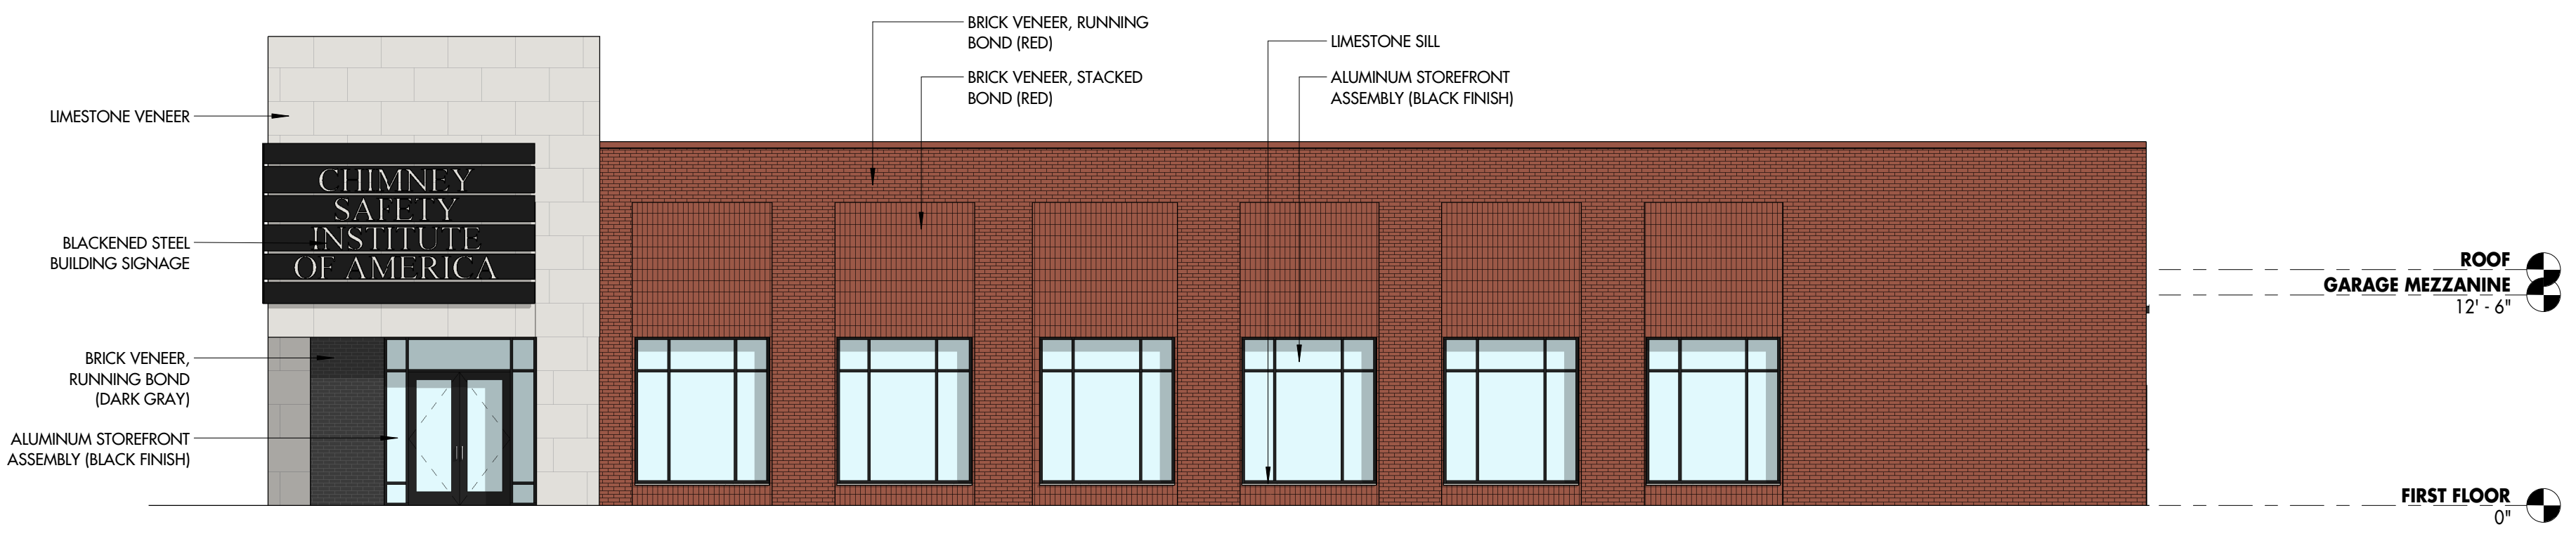 BRICK VENEER, RUNNING
BOND (RED)
BRICK VENEER, STACKED
BOND (RED)
LIMESTONE SILL
ALUMINUM STOREFRONT
ASSEMBLY (BLACK FINISH)
LIMESTONE VENEER
CHIMNEY
SAFETY
INSTITUTE
OF AMERICA
BLACKENED STEEL
BUILDING SIGNAGE
BRICK VENEER,
RUNNING BOND
(DARK GRAY)
ALUMINUM STOREFRONT
ASSEMBLY (BLACK FINISH)
ROOF
GARAGE MEZZANINE
12' - 6"
FIRST FLOOR
0"